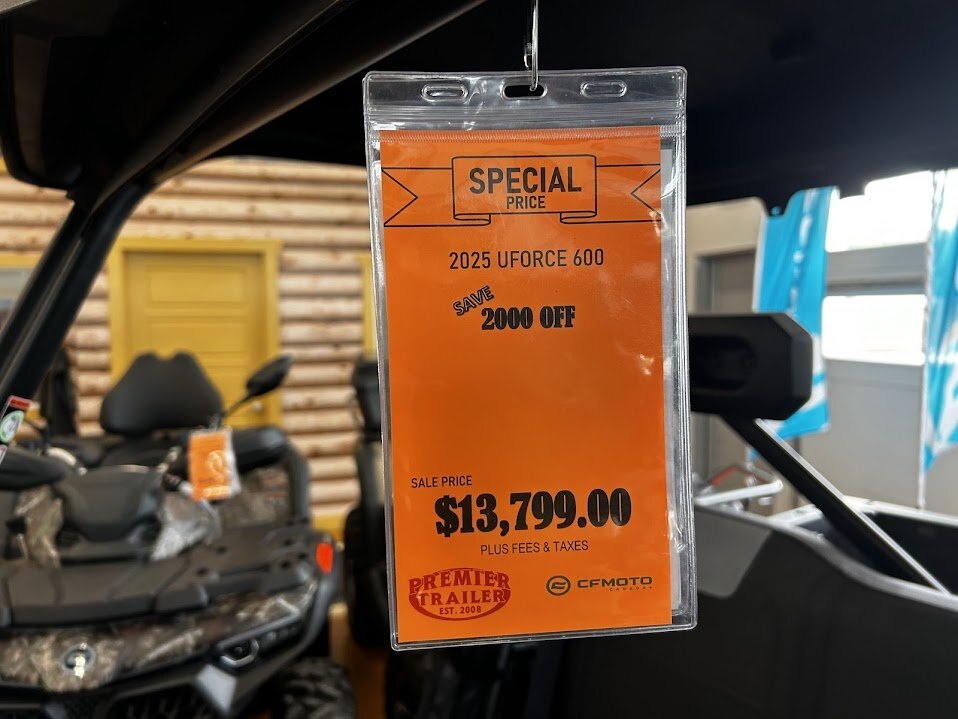 SPECIAL
PRICE
2025 UFORCE 600
SAVE
2000 OFF
SALE PRICE
$13,799.00
PLUS FEES & TAXES
PREMIER
TRAILER
EST. 2008
CFMOTO
CANADA